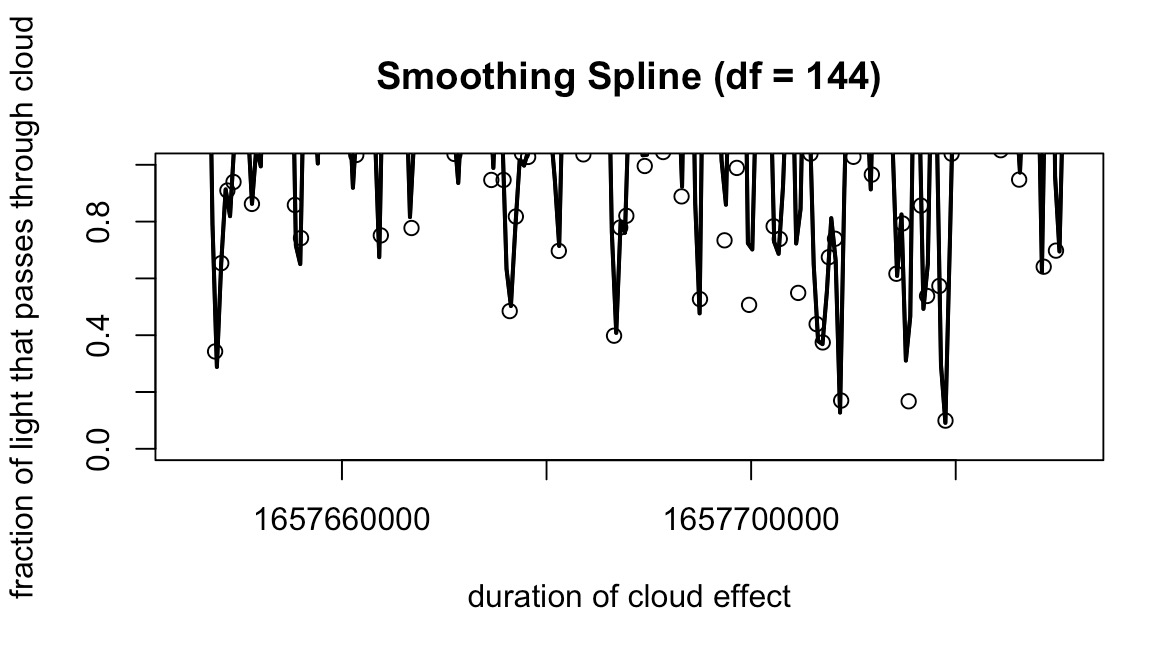 Smoothing Spline (df = 144)
fraction of light that passes through cloud
0.8
0.4
0.0
1657660000 1657700000
duration of cloud effect